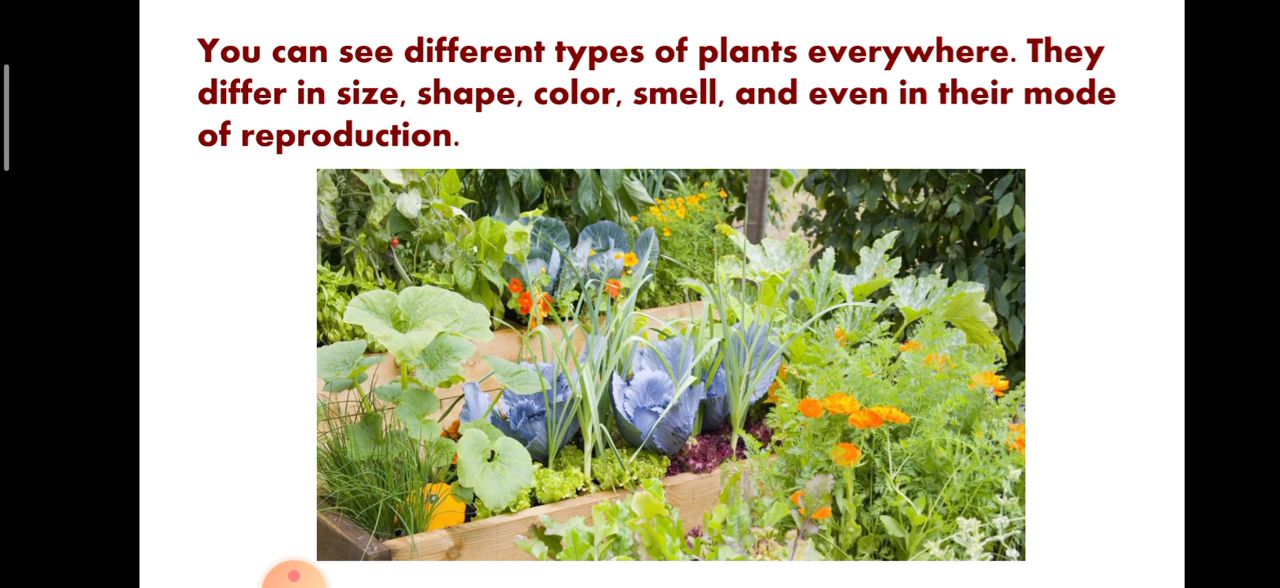 You can see different types of plants everywhere. They
differ in size, shape, color, smell, and even in their mode
of reproduction.